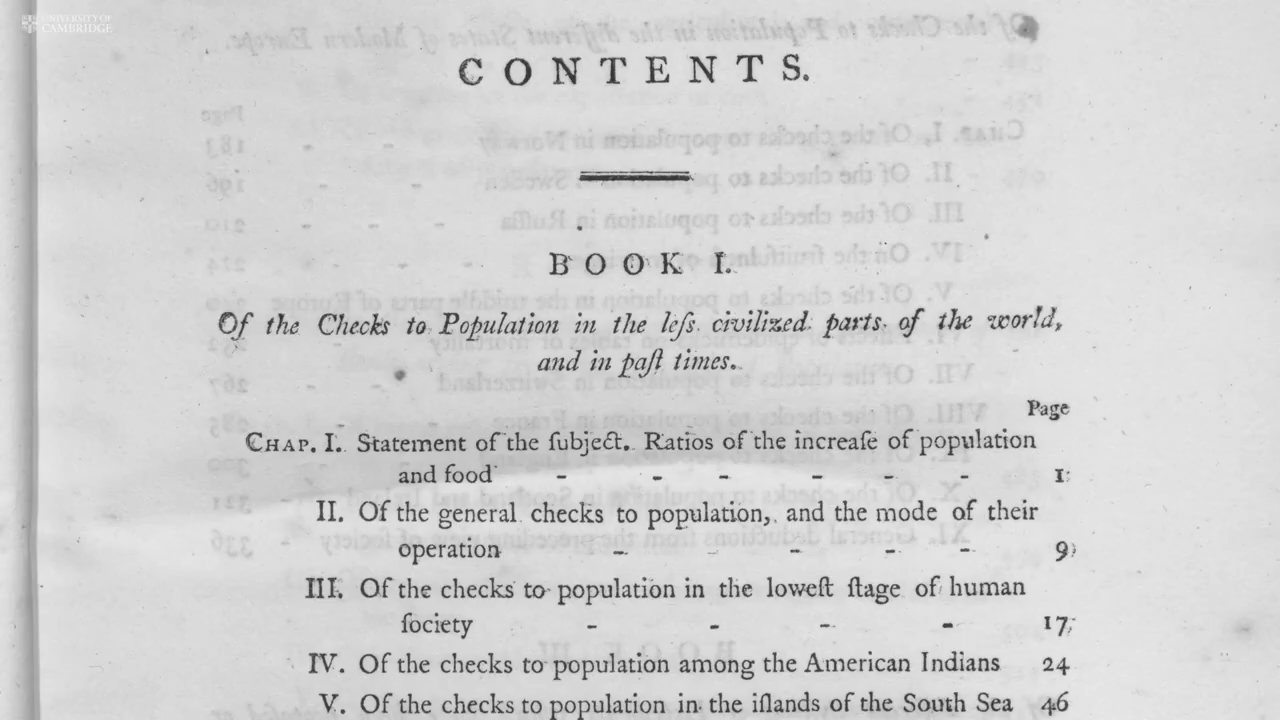 UNIVERSITY OF
CAMBRIDGE
CONTENTS.
BOOK I.
Of the Checks to Population in the leſs civilized parts of the world,
and in paſt times.
Page
CHAP. I. Statement of the ſubject. Ratios of the increaſe of population
and food - - - - - - 1
II. Of the general checks to population, and the mode of their
operation - - - - - 9
III. Of the checks to population in the loweſt ſtage of human
ſociety - - - - 17
IV. Of the checks to population among the American Indians 24
V. Of the checks to population in the iſlands of the South Sea 46